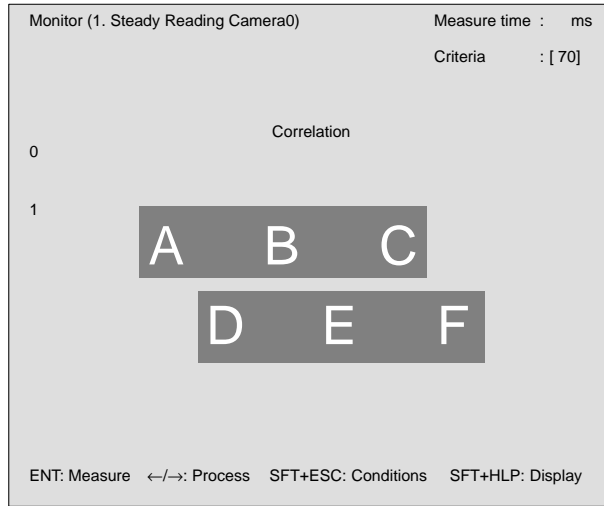 Monitor (1. Steady Reading Camera0) Measure time : ms
Criteria : [ 70]
Correlation
0
1
A B C
D E F
ENT: Measure ←/→: Process SFT+ESC: Conditions SFT+HLP: Display